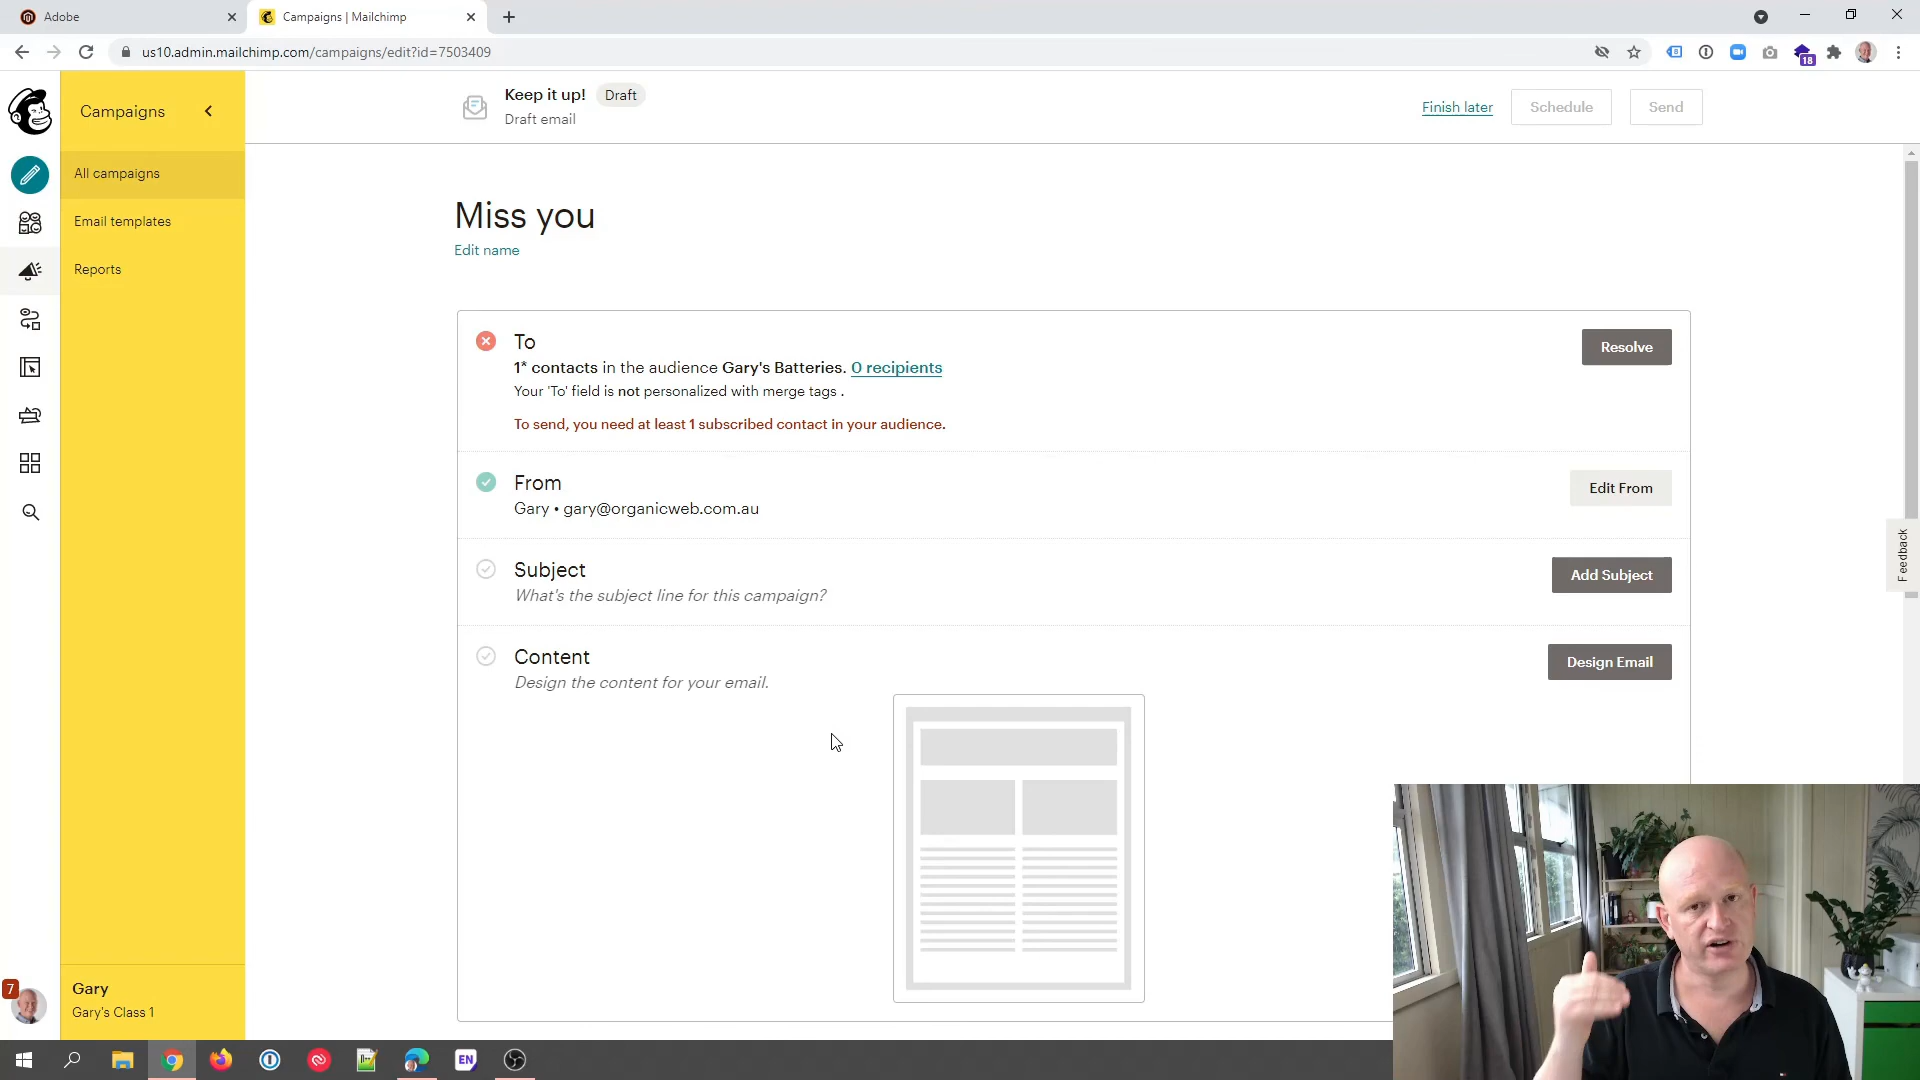 Adobe
Campaigns | Mailchimp
us10.admin.mailchimp.com/campaigns/edit?id=7503409
18
Campaigns
Keep it up!
Draft
Draft email
Finish later
Schedule
Send
All campaigns
Email templates
Reports
Miss you
Edit name
To
1* contacts in the audience Gary's Batteries. 0 recipients
Your 'To' field is not personalized with merge tags .
To send, you need at least 1 subscribed contact in your audience.
Resolve
From
Gary • gary@organicweb.com.au
Edit From
Subject
What's the subject line for this campaign?
Add Subject
Content
Design the content for your email.
Design Email
Feedback
7
Gary
Gary's Class 1
EN